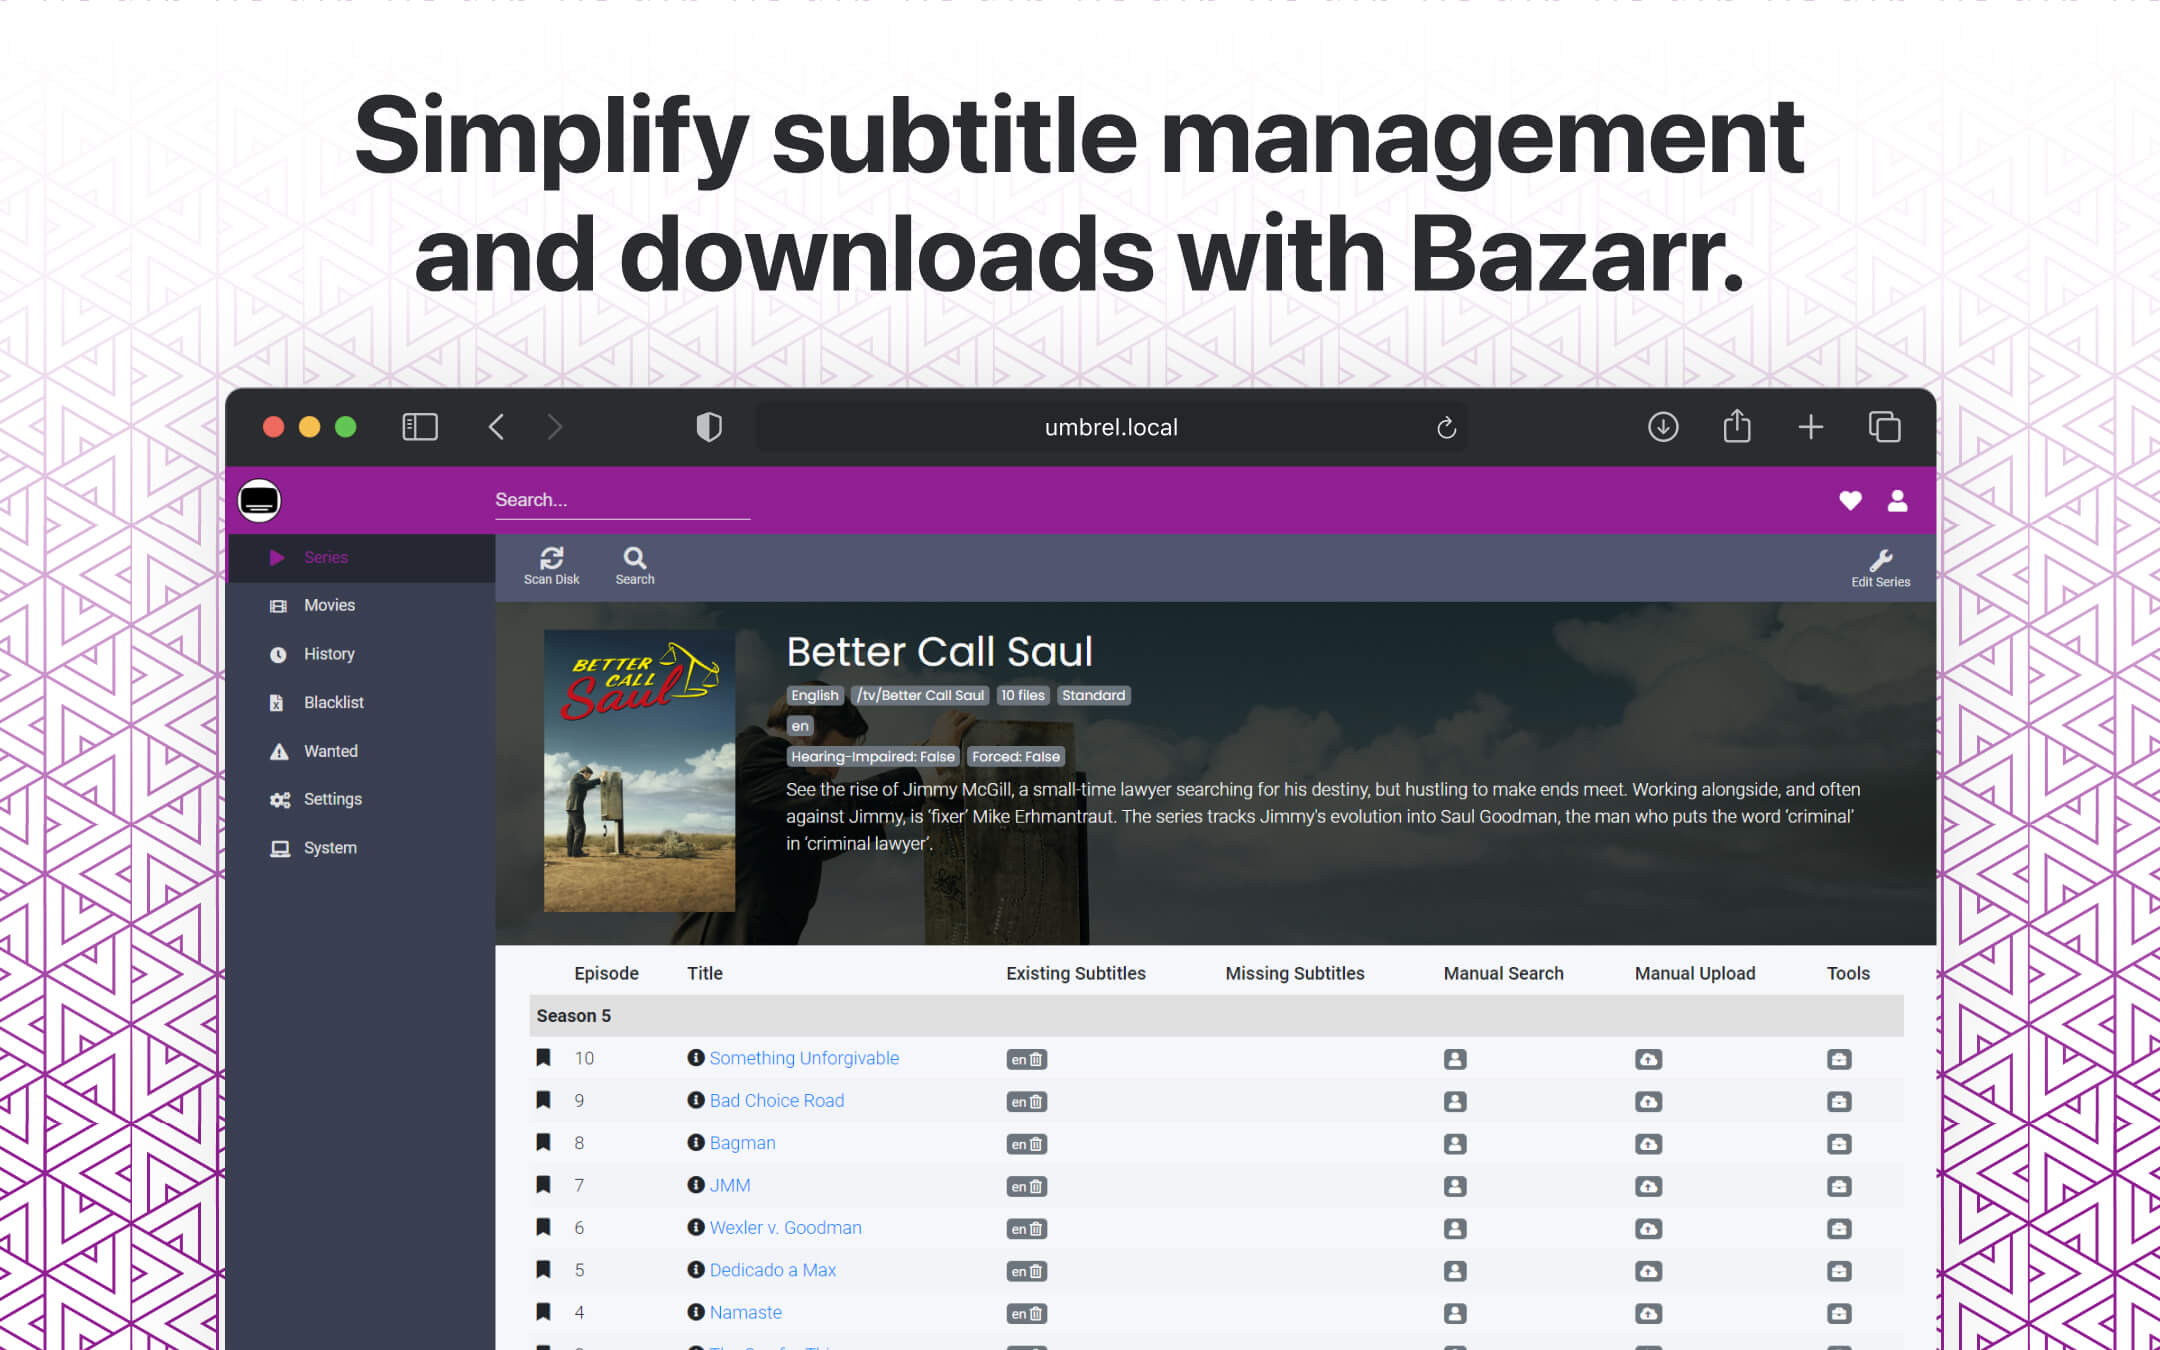 Simplify subtitle management
and downloads with Bazarr.
umbrel.local
Search...
Series
Movies
History
Blacklist
Wanted
Settings
System
Scan Disk
Search
Edit Series
BETTER
CALL
Saul
Better Call Saul
English /tv/Better Call Saul 10 files Standard
en
Hearing-Impaired: False Forced: False
See the rise of Jimmy McGill, a small-time lawyer searching for his destiny, but hustling to make ends meet. Working alongside, and often
against Jimmy, is ‘fixer’ Mike Erhmantraut. The series tracks Jimmy's evolution into Saul Goodman, the man who puts the word ‘criminal’
in ‘criminal lawyer’.
Episode Title Existing Subtitles Missing Subtitles Manual Search Manual Upload Tools
Season 5
10 Something Unforgivable en
9 Bad Choice Road en
8 Bagman en
7 JMM en
6 Wexler v. Goodman en
5 Dedicado a Max en
4 Namaste en